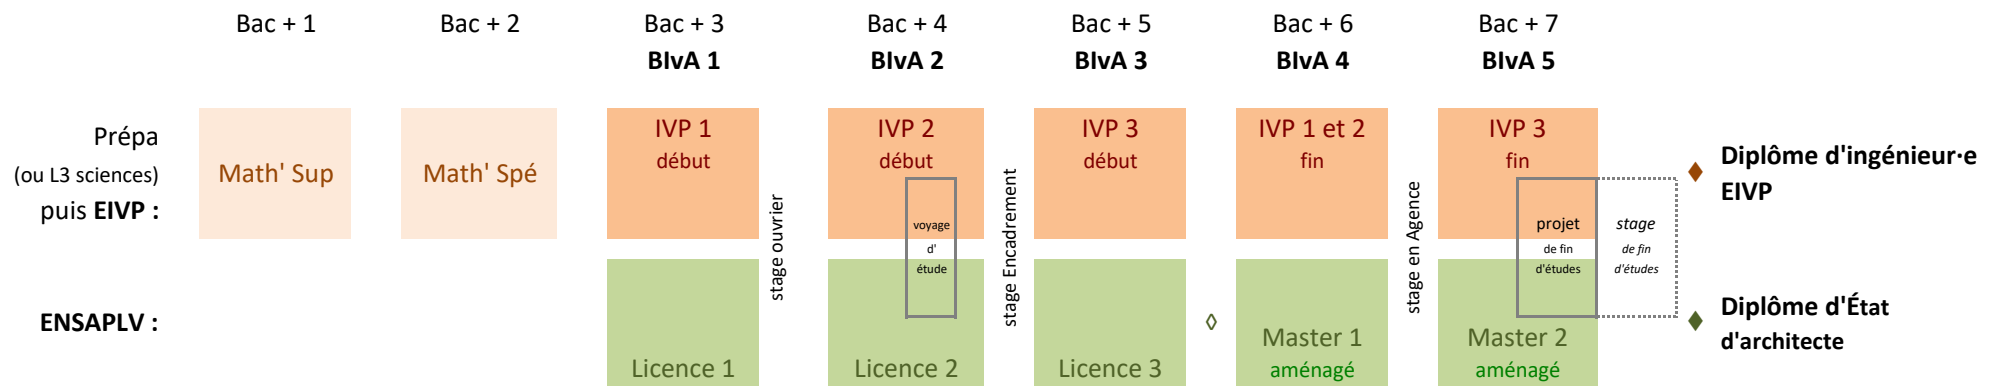 Bac + 1
Bac + 2
Bac + 3
Bac + 4
Bac + 5
Bac + 6
Bac + 7
BIvA 1
BIvA 2
BIvA 3
BIvA 4
BIvA 5
Prépa
(ou L3 sciences)
puis EIVP :
Math' Sup
Math' Spé
IVP 1
début
stage ouvrier
IVP 2
début
voyage
d'
étude
stage Encadrement
IVP 3
début
IVP 1 et 2
fin
stage en Agence
IVP 3
fin
projet
de fin
d'études
stage
de fin
d'études
Diplôme d'ingénieur·e
EIVP
ENSAPLV :
Licence 1
Licence 2
Licence 3
Master 1
aménagé
Master 2
aménagé
Diplôme d'État
d'architecte